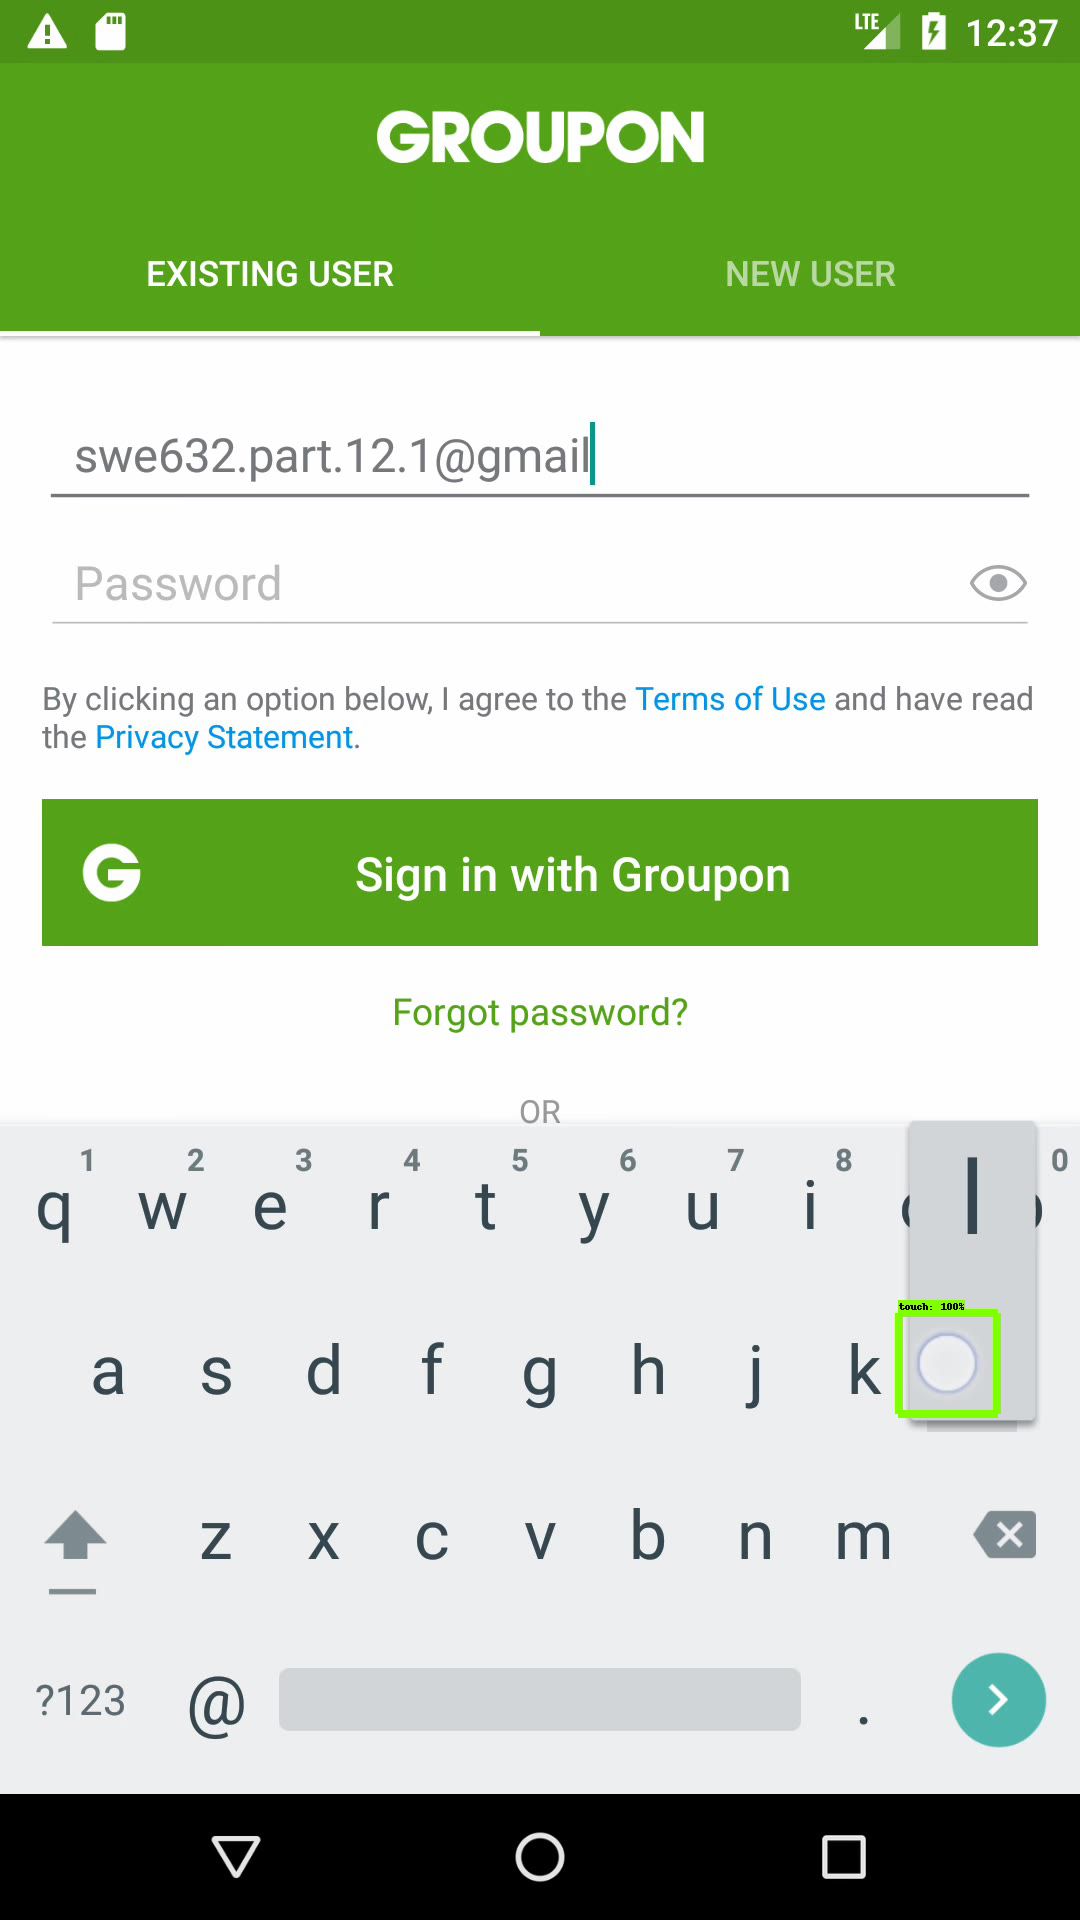 LTE 12:37
GROUPON
EXISTING USER NEW USER
swe632.part.12.1@gmail
Password
By clicking an option below, I agree to the Terms of Use and have read
the Privacy Statement.
G Sign in with Groupon
Forgot password?
OR
1 2 3 4 5 6 7 8 0
q w e r t y u i l
touch: 100%
a s d f g h j k
z x c v b n m
?123 @ .